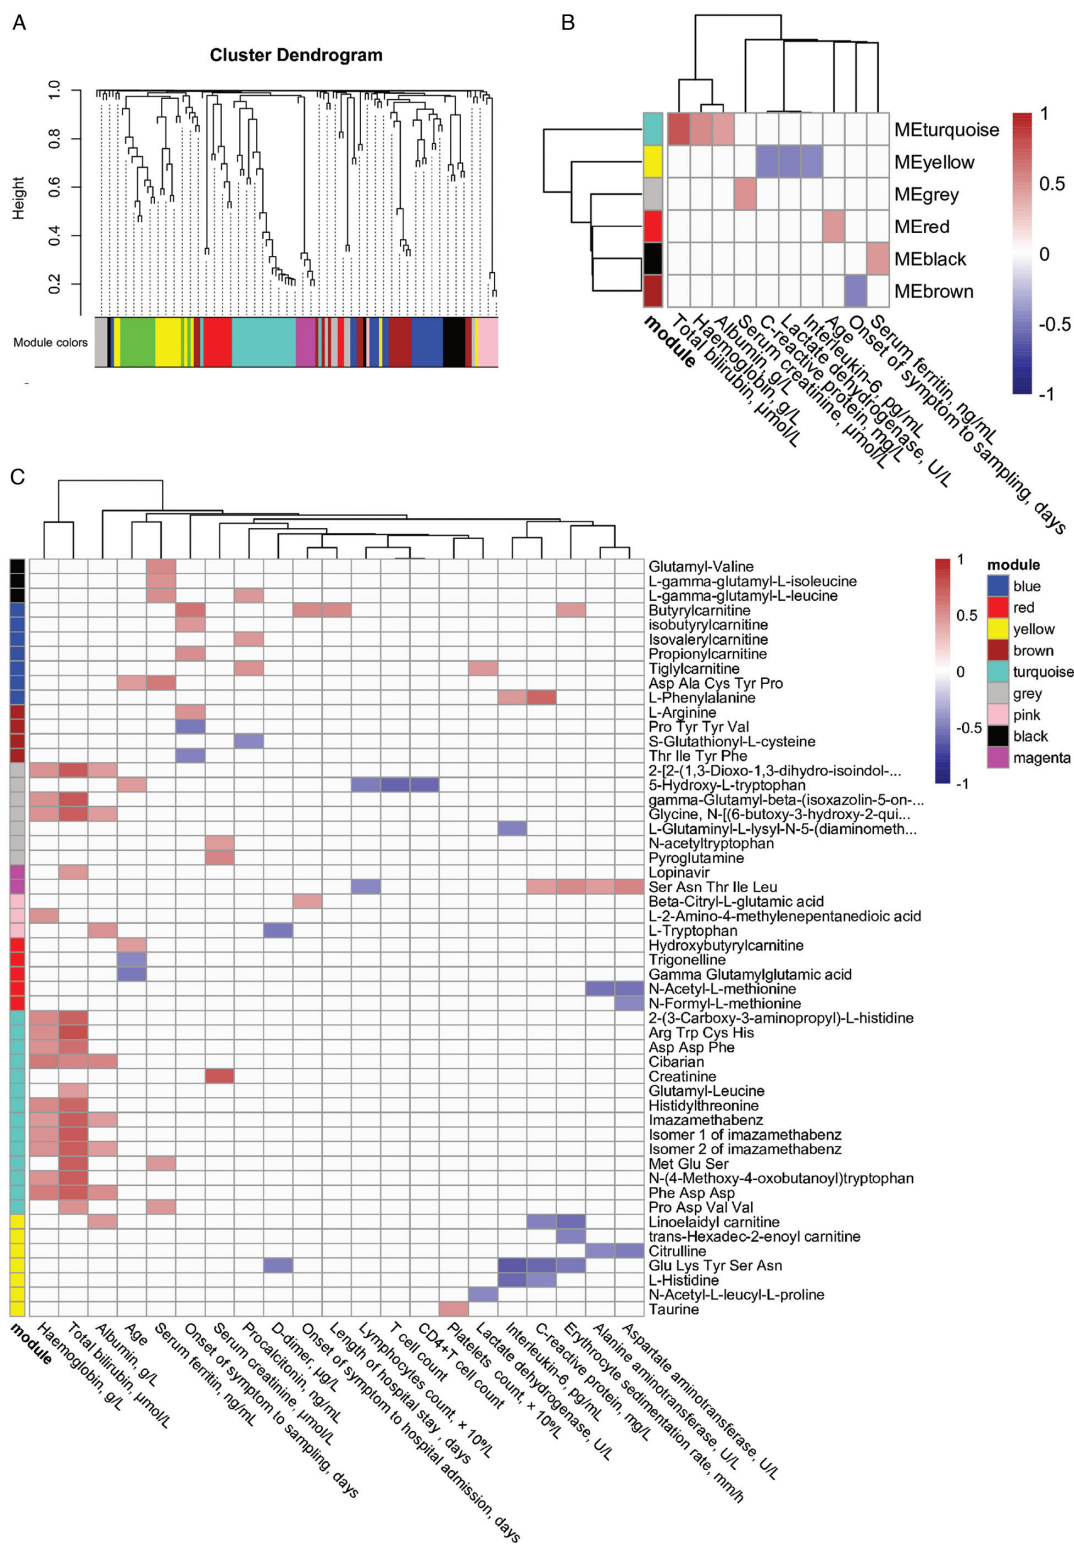 A
Cluster Dendrogram
Height
1.0
0.8
0.6
0.4
0.2
Module colors
B
MEturquoise
MEyellow
MEgrey
MEred
MEblack
MEbrown
module
Total bilirubin, µmol/L
Haemoglobin, g/L
Albumin, g/L
Serum creatinine, µmol/L
C-reactive protein, mg/L
Lactate dehydrogenase, U/L
Interleukin-6, pg/mL
Age
Onset of symptom to sampling, days
Serum ferritin, ng/mL
1
0.5
0
-0.5
-1
C
Glutamyl-Valine
L-gamma-glutamyl-L-isoleucine
L-gamma-glutamyl-L-leucine
Butyrylcarnitine
isobutyrylcarnitine
Isovalerylcarnitine
Propionylcarnitine
Tiglylcarnitine
Asp Ala Cys Tyr Pro
L-Phenylalanine
L-Arginine
Pro Tyr Tyr Val
S-Glutathionyl-L-cysteine
Thr Ile Tyr Phe
2-[2-(1,3-Dioxo-1,3-dihydro-isoindol-...
5-Hydroxy-L-tryptophan
gamma-Glutamyl-beta-(isoxazolin-5-on-...
Glycine, N-[(6-butoxy-3-hydroxy-2-qui...
L-Glutaminyl-L-lysyl-N-5-(diaminometh...
N-acetyltryptophan
Pyroglutamine
Lopinavir
Ser Asn Thr Ile Leu
Beta-Citryl-L-glutamic acid
L-2-Amino-4-methylenepentanedioic acid
L-Tryptophan
Hydroxybutyrylcarnitine
Trigonelline
Gamma Glutamylglutamic acid
N-Acetyl-L-methionine
N-Formyl-L-methionine
2-(3-Carboxy-3-aminopropyl)-L-histidine
Arg Trp Cys His
Asp Asp Phe
Cibarian
Creatinine
Glutamyl-Leucine
Histidylthreonine
Imazamethabenz
Isomer 1 of imazamethabenz
Isomer 2 of imazamethabenz
Met Glu Ser
N-(4-Methoxy-4-oxobutanoyl)tryptophan
Phe Asp Asp
Pro Asp Val Val
Linoelaidyl carnitine
trans-Hexadec-2-enoyl carnitine
Citrulline
Glu Lys Tyr Ser Asn
L-Histidine
N-Acetyl-L-leucyl-L-proline
Taurine
module
Haemoglobin, g/L
Total bilirubin, µmol/L
Albumin, g/L
Age
Serum ferritin, ng/mL
Onset of symptom to sampling, days
Serum creatinine, µmol/L
Procalcitonin, ng/mL
D-dimer, µg/L
Onset of symptom to hospital admission, days
Length of hospital stay , days
Lymphocytes count, × 10⁹/L
T cell count
CD4+T cell count
Platelets count, × 10⁹/L
Lactate dehydrogenase, U/L
Interleukin-6, pg/mL
C-reactive protein, mg/L
Erythrocyte sedimentation rate, mm/h
Alanine aminotransferase, U/L
Aspartate aminotransferase, U/L
1
0.5
0
-0.5
-1
module
blue
red
yellow
brown
turquoise
grey
pink
black
magenta